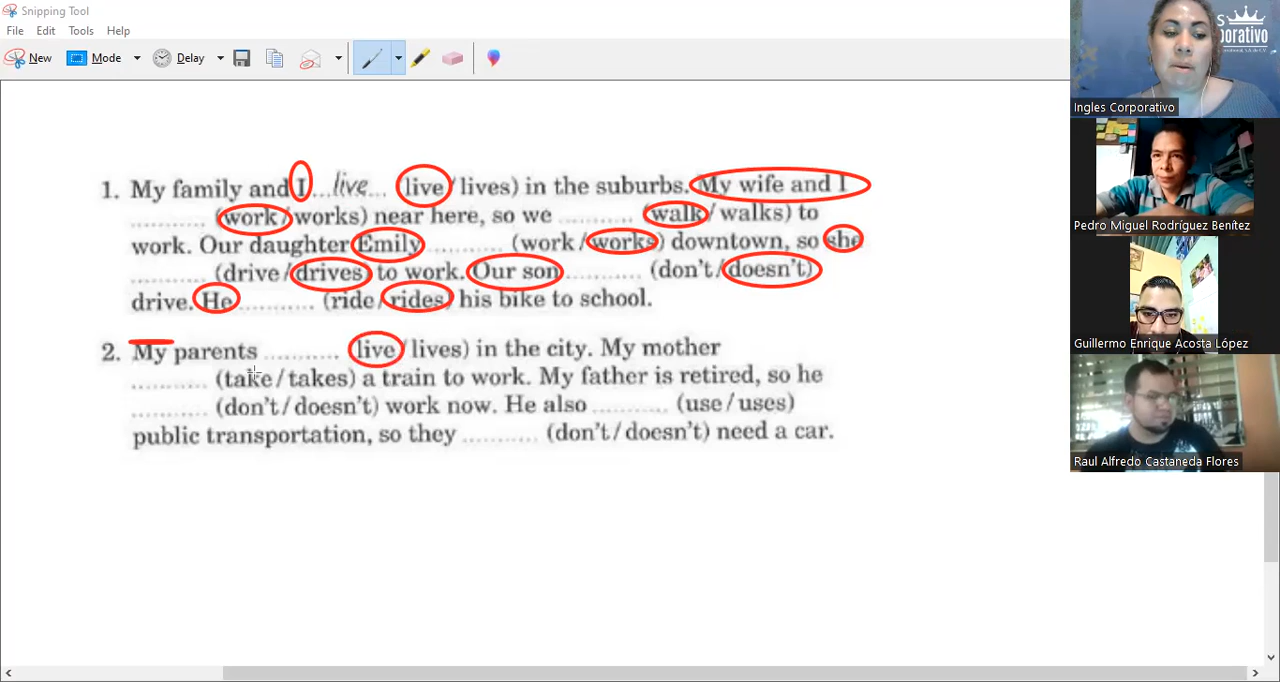 Snipping Tool
File Edit Tools Help
New Mode Delay
1. My family and I ...live... (live / lives) in the suburbs. My wife and I
.......... (work / works) near here, so we .......... (walk / walks) to
work. Our daughter Emily .......... (work / works) downtown, so she
.......... (drive / drives) to work. Our son .......... (don't / doesn't)
drive. He .......... (ride / rides) his bike to school.
2. My parents .......... (live / lives) in the city. My mother
.......... (take / takes) a train to work. My father is retired, so he
.......... (don't / doesn't) work now. He also .......... (use / uses)
public transportation, so they .......... (don't / doesn't) need a car.
Ingles Corporativo
Pedro Miguel Rodríguez Benítez
Guillermo Enrique Acosta López
Raul Alfredo Castaneda Flores